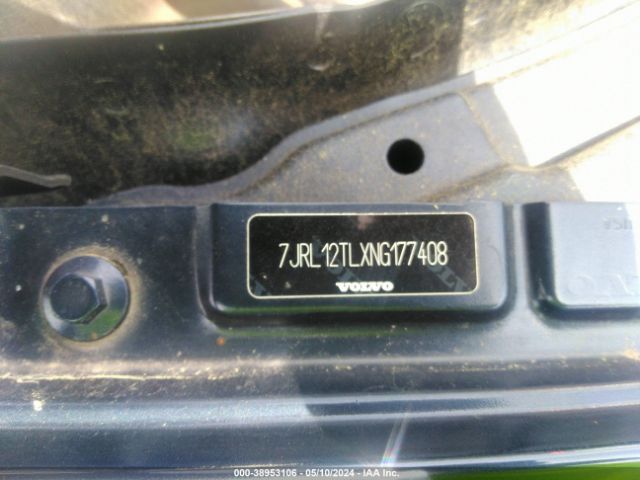 7JRL12TLXNG177408
VOLVO
000-38953106 - 05/10/2024 - IAA Inc.